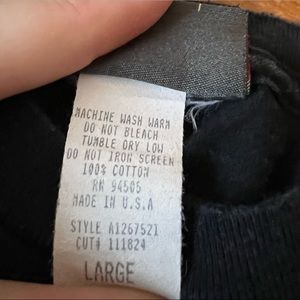 MACHINE WASH WARM
DO NOT BLEACH
TUMBLE DRY LOW
DO NOT IRON SCREEN
100% COTTON
RN 94505
MADE IN U.S.A
STYLE A1267521
CUT# 111824
LARGE